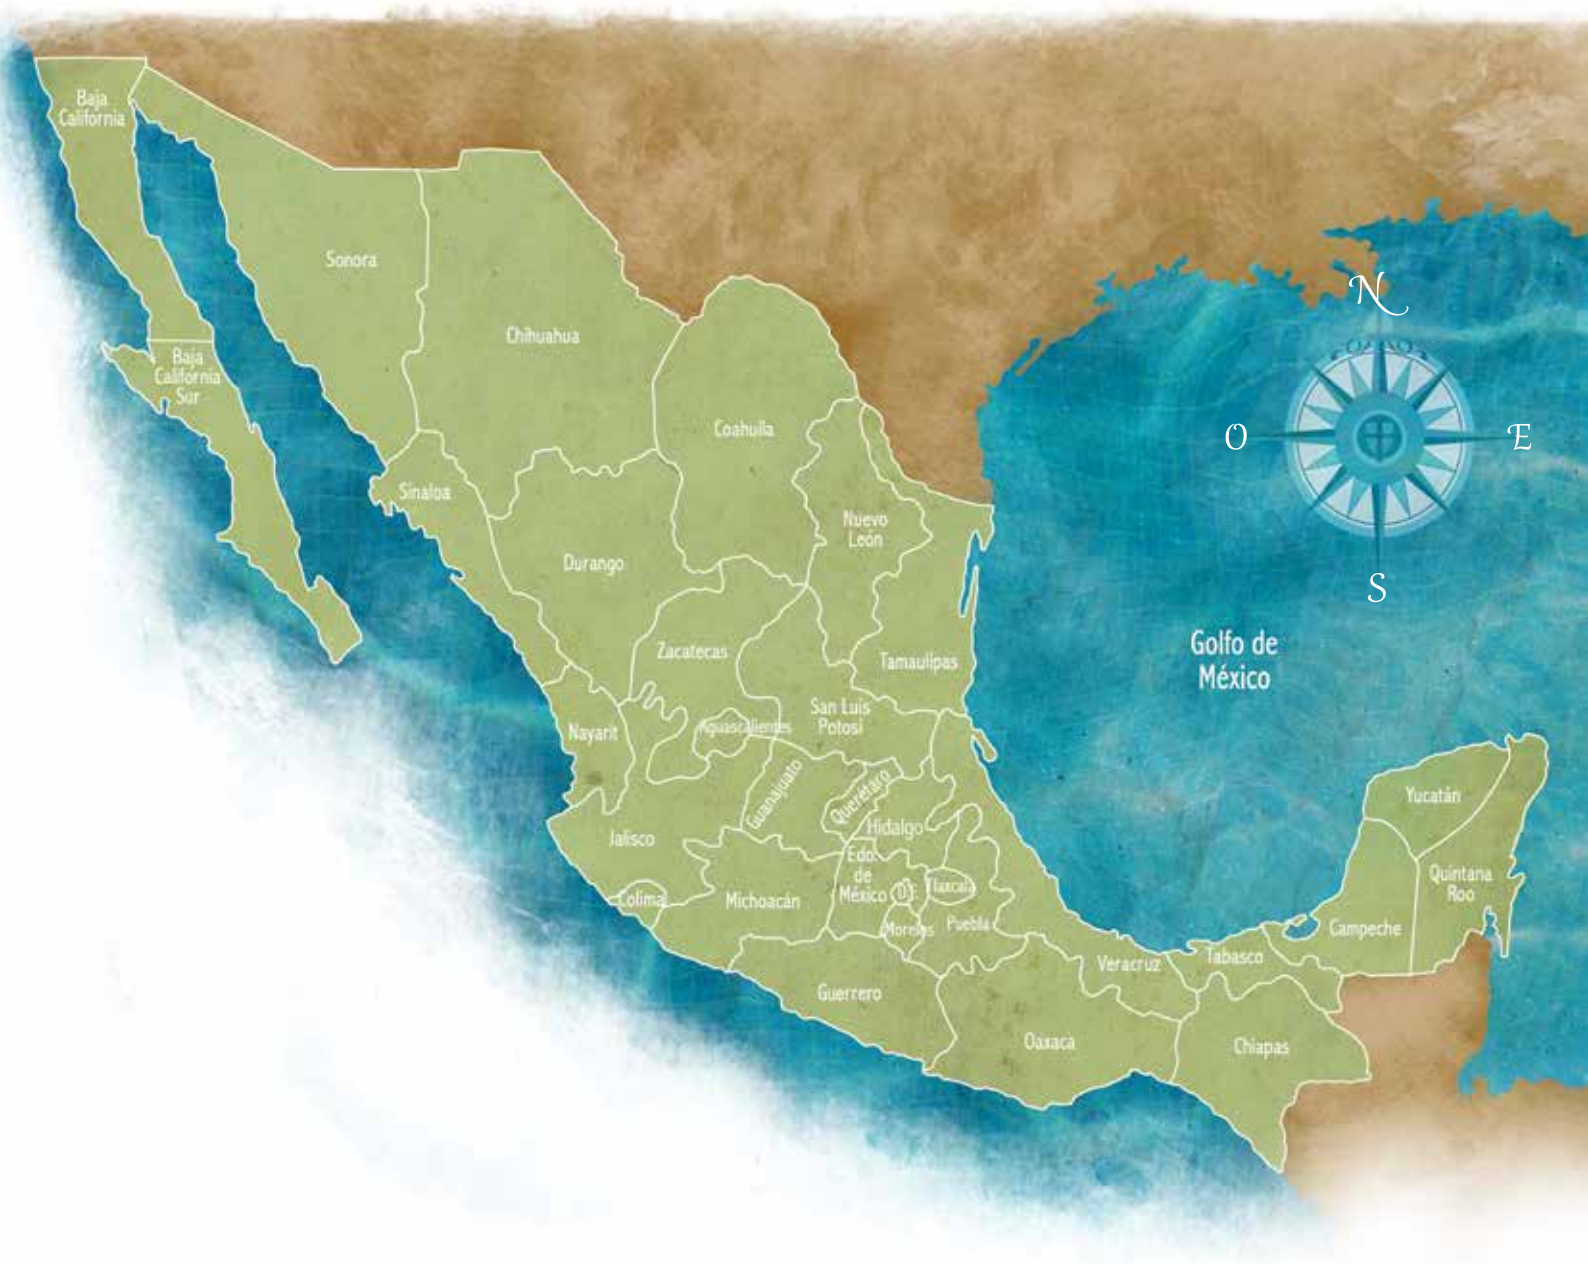 Baja
California
Sonora
N
Chihuahua
Baja
California
Sur
Coahuila
O
E
Sinaloa
Nuevo
León
Durango
S
Golfo de
México
Zacatecas
Tamaulipas
San Luis
Potosí
Aguascalientes
Nayarit
Guanajuato
Querétaro
Yucatán
Hidalgo
Jalisco
Edo.
de
México
D.F.
Tlaxcala
Quintana
Roo
Colima
Michoacán
Morelos
Puebla
Campeche
Veracruz
Tabasco
Guerrero
Oaxaca
Chiapas